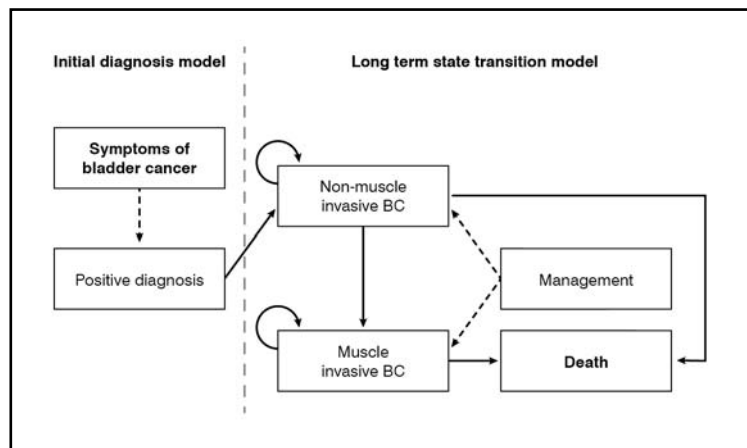 Initial diagnosis model
Long term state transition model
Symptoms of
bladder cancer
Non-muscle
invasive BC
Positive diagnosis
Management
Muscle
invasive BC
Death